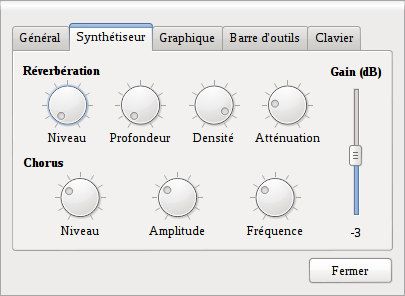 Général Synthétiseur Graphique Barre d'outils Clavier
Réverbération Gain (dB)
Niveau Profondeur Densité Atténuation
Chorus
Niveau Amplitude Fréquence -3
Fermer